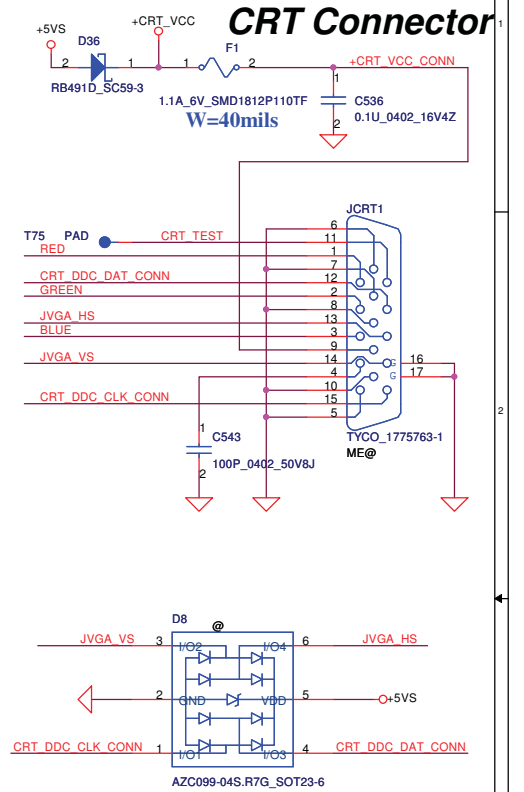 CRT Connector
1
+5VS
+CRT_VCC
D36
F1
2 1 1 2
+CRT_VCC_CONN
RB491D_SC59-3
1.1A_6V_SMD1812P110TF
W=40mils
1
C536
0.1U_0402_16V4Z
2
JCRT1
T75 PAD
CRT_TEST
RED
CRT_DDC_DAT_CONN
GREEN
JVGA_HS
BLUE
JVGA_VS
CRT_DDC_CLK_CONN
6
11
1
7
12
2
8
13
3
9
14
4
10
15
5
G 16
G 17
2
1
C543
100P_0402_50V8J
2
TYCO_1775763-1
ME@
D8
@
JVGA_VS 3 I/O2 I/O4 6 JVGA_HS
2 GND VDD 5 +5VS
CRT_DDC_CLK_CONN 1 I/O1 I/O3 4 CRT_DDC_DAT_CONN
AZC099-04S.R7G_SOT23-6